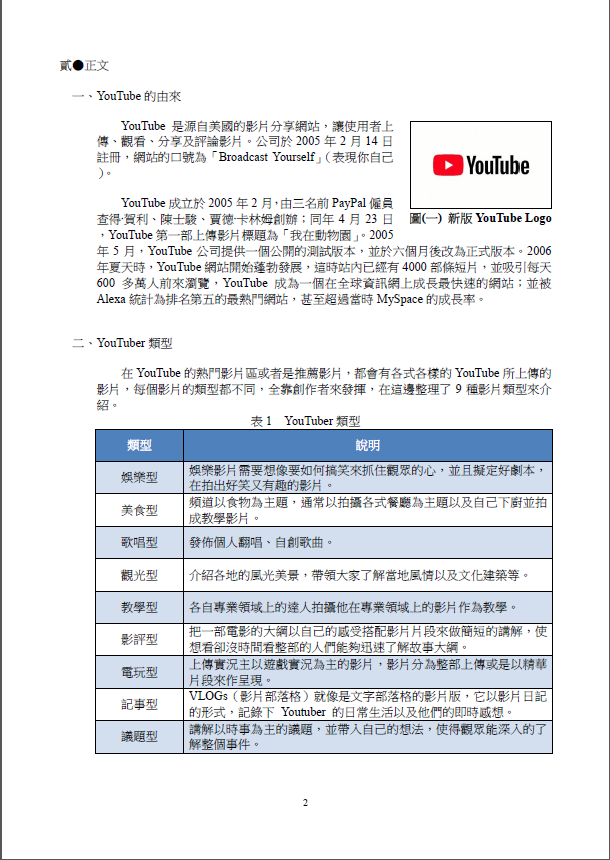 貳●正文
一、YouTube 的由來
YouTube 是源自美國的影片分享網站，讓使用者上
傳、觀看、分享及評論影片。公司於 2005 年 2 月 14 日
註冊，網站的口號為「Broadcast Yourself」（表現你自己
）。
YouTube
YouTube 成立於 2005 年 2 月，由三名前 PayPal 僱員
查得·賀利、陳士駿、賈德·卡林姆創辦；同年 4 月 23 日
，YouTube 第一部上傳影片標題為「我在動物園」。2005
圖(一) 新版 YouTube Logo
年 5 月，YouTube 公司提供一個公開的測試版本，並於六個月後改為正式版本。2006
年夏天時，YouTube 網站開始蓬勃發展，這時站內已經有 4000 部條短片，並吸引每天
600 多萬人前來瀏覽，YouTube 成為一個在全球資訊網上成長最快速的網站；並被
Alexa 統計為排名第五的最熱門網站，甚至超過當時 MySpace 的成長率。
二、YouTuber 類型
在 YouTube 的熱門影片區或者是推薦影片，都會有各式各樣的 YouTube 所上傳的
影片，每個影片的類型都不同，全靠創作者來發揮，在這邊整理了 9 種影片類型來介
紹。
表 1 YouTuber 類型
類型 說明
娛樂型 娛樂影片需要想像要如何搞笑來抓住觀眾的心，並且擬定好劇本，
在拍出好笑又有趣的影片。
美食型 頻道以食物為主題，通常以拍攝各式餐廳為主題以及自己下廚並拍
成教學影片。
歌唱型 發佈個人翻唱、自創歌曲。
觀光型 介紹各地的風光美景，帶領大家了解當地風情以及文化建築等。
教學型 各自專業領域上的達人拍攝他在專業領域上的影片作為教學。
影評型 把一部電影的大綱以自己的感受搭配影片片段來做簡短的講解，使
想看卻沒時間看整部的人們能夠迅速了解故事大綱。
電玩型 上傳實況主以遊戲實況為主的影片，影片分為整部上傳或是以精華
片段來作呈現。
記事型 VLOGs（影片部落格）就像是文字部落格的影片版，它以影片日記
的形式，記錄下 Youtuber 的日常生活以及他們的即時感想。
議題型 講解以時事為主的議題，並帶入自己的想法，使得觀眾能深入的了
解整個事件。
2